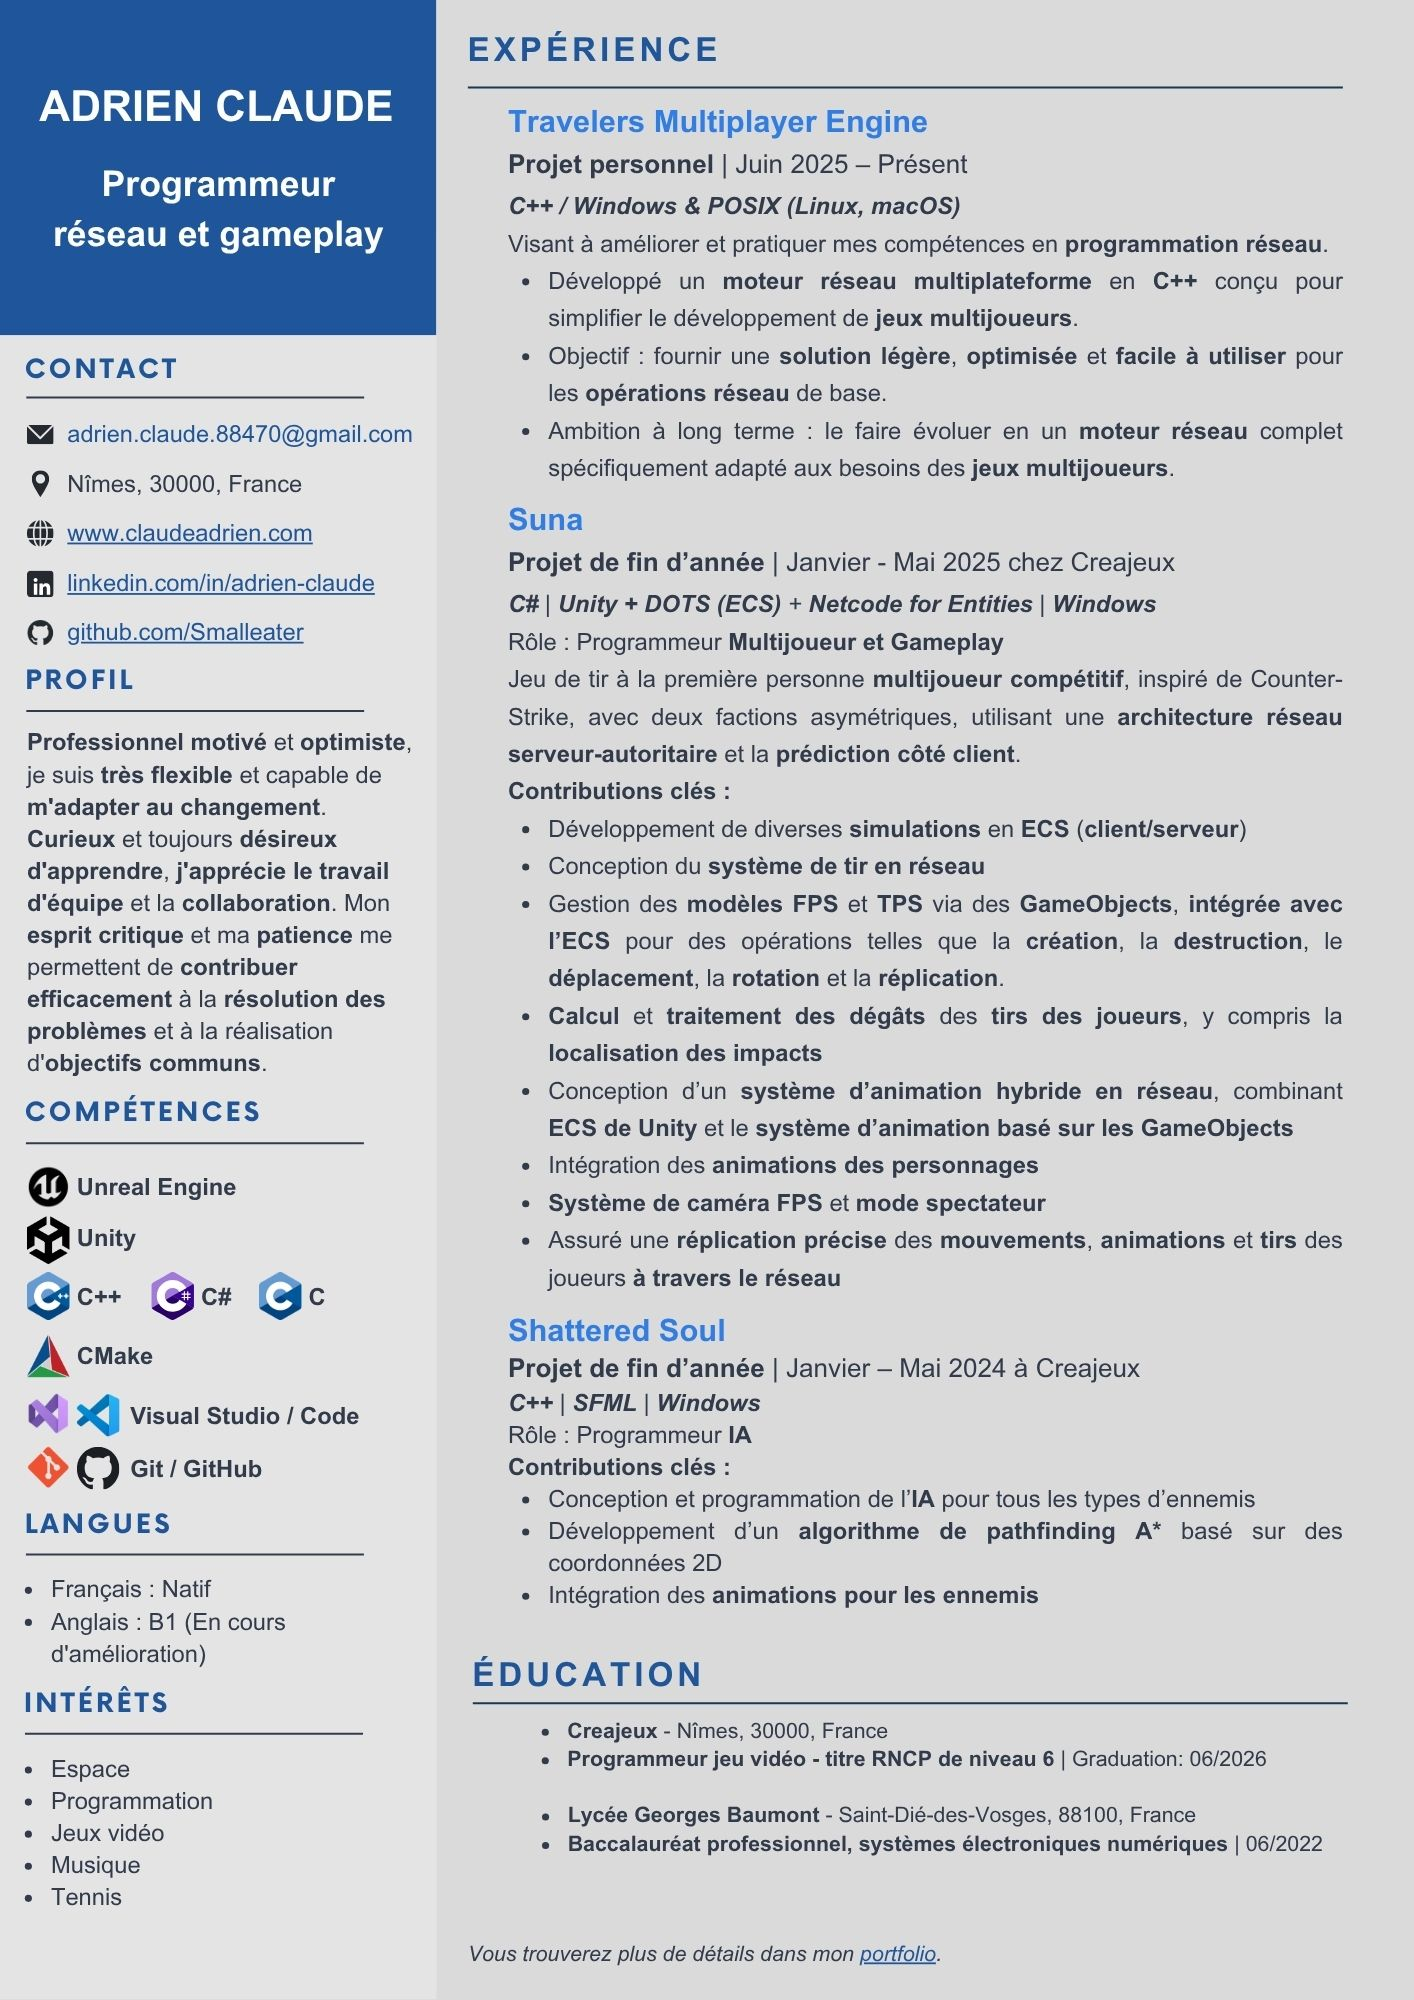 ADRIEN CLAUDE
Programmeur
réseau et gameplay
CONTACT
adrien.claude.88470@gmail.com
Nîmes, 30000, France
www.claudeadrien.com
linkedin.com/in/adrien-claude
github.com/Smalleater
PROFIL
Professionnel motivé et optimiste,
je suis très flexible et capable de
m'adapter au changement.
Curieux et toujours désireux
d'apprendre, j'apprécie le travail
d'équipe et la collaboration. Mon
esprit critique et ma patience me
permettent de contribuer
efficacement à la résolution des
problèmes et à la réalisation
d'objectifs communs.
COMPÉTENCES
Unreal Engine
Unity
C++ C# C
CMake
Visual Studio / Code
Git / GitHub
LANGUES
• Français : Natif
• Anglais : B1 (En cours
d'amélioration)
INTÉRÊTS
• Espace
• Programmation
• Jeux vidéo
• Musique
• Tennis
EXPÉRIENCE
Travelers Multiplayer Engine
Projet personnel | Juin 2025 – Présent
C++ / Windows & POSIX (Linux, macOS)
Visant à améliorer et pratiquer mes compétences en programmation réseau.
• Développé un moteur réseau multiplateforme en C++ conçu pour
simplifier le développement de jeux multijoueurs.
• Objectif : fournir une solution légère, optimisée et facile à utiliser pour
les opérations réseau de base.
• Ambition à long terme : le faire évoluer en un moteur réseau complet
spécifiquement adapté aux besoins des jeux multijoueurs.
Suna
Projet de fin d’année | Janvier - Mai 2025 chez Creajeux
C# | Unity + DOTS (ECS) + Netcode for Entities | Windows
Rôle : Programmeur Multijoueur et Gameplay
Jeu de tir à la première personne multijoueur compétitif, inspiré de Counter-
Strike, avec deux factions asymétriques, utilisant une architecture réseau
serveur-autoritaire et la prédiction côté client.
Contributions clés :
• Développement de diverses simulations en ECS (client/serveur)
• Conception du système de tir en réseau
• Gestion des modèles FPS et TPS via des GameObjects, intégrée avec
l’ECS pour des opérations telles que la création, la destruction, le
déplacement, la rotation et la réplication.
• Calcul et traitement des dégâts des tirs des joueurs, y compris la
localisation des impacts
• Conception d’un système d’animation hybride en réseau, combinant
ECS de Unity et le système d’animation basé sur les GameObjects
• Intégration des animations des personnages
• Système de caméra FPS et mode spectateur
• Assuré une réplication précise des mouvements, animations et tirs des
joueurs à travers le réseau
Shattered Soul
Projet de fin d’année | Janvier – Mai 2024 à Creajeux
C++ | SFML | Windows
Rôle : Programmeur IA
Contributions clés :
• Conception et programmation de l’IA pour tous les types d’ennemis
• Développement d’un algorithme de pathfinding A* basé sur des
coordonnées 2D
• Intégration des animations pour les ennemis
ÉDUCATION
• Creajeux - Nîmes, 30000, France
• Programmeur jeu vidéo - titre RNCP de niveau 6 | Graduation: 06/2026
• Lycée Georges Baumont - Saint-Dié-des-Vosges, 88100, France
• Baccalauréat professionnel, systèmes électroniques numériques | 06/2022
Vous trouverez plus de détails dans mon portfolio.